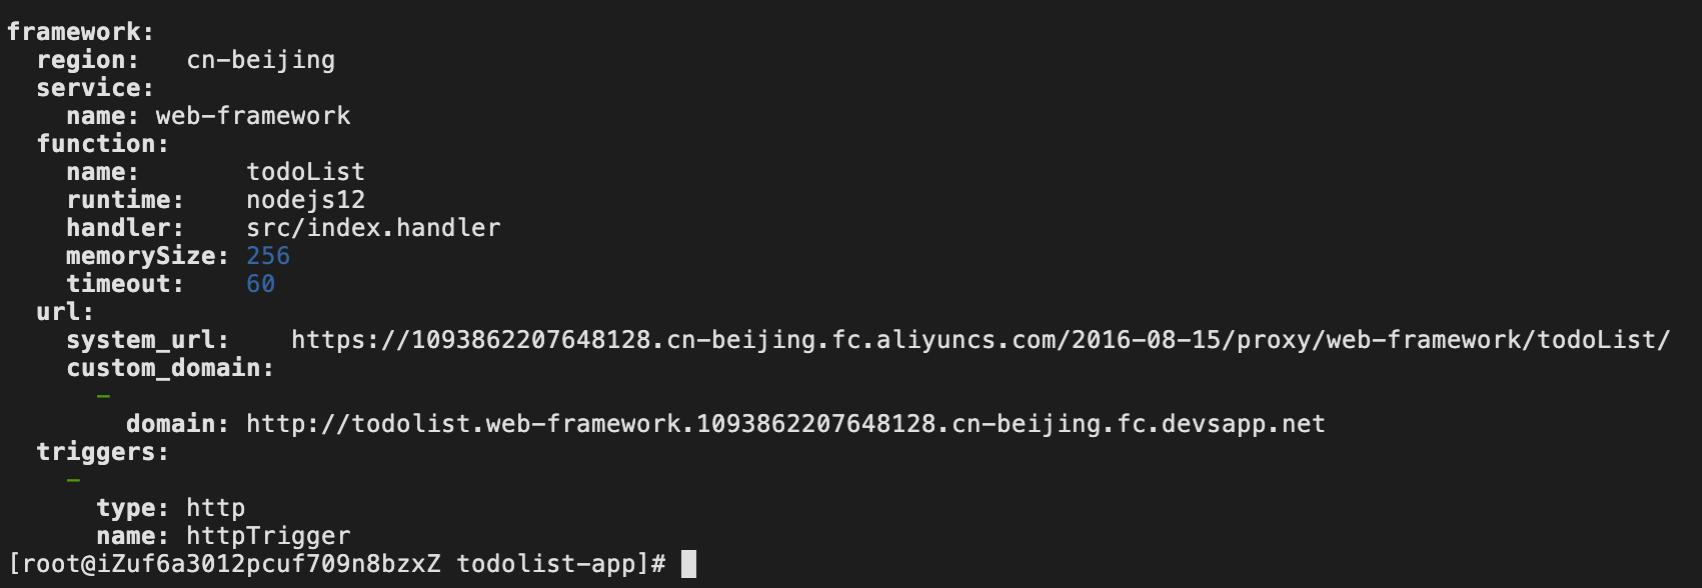 framework:
  region:   cn-beijing
  service:
    name: web-framework
  function:
    name:       todoList
    runtime:    nodejs12
    handler:    src/index.handler
    memorySize: 256
    timeout:    60
  url:
    system_url:    https://1093862207648128.cn-beijing.fc.aliyuncs.com/2016-08-15/proxy/web-framework/todoList/
    custom_domain:
      -
        domain: http://todolist.web-framework.1093862207648128.cn-beijing.fc.devsapp.net
  triggers:
    -
      type: http
      name: httpTrigger
[root@iZuf6a3012pcuf709n8bzxZ todolist-app]#